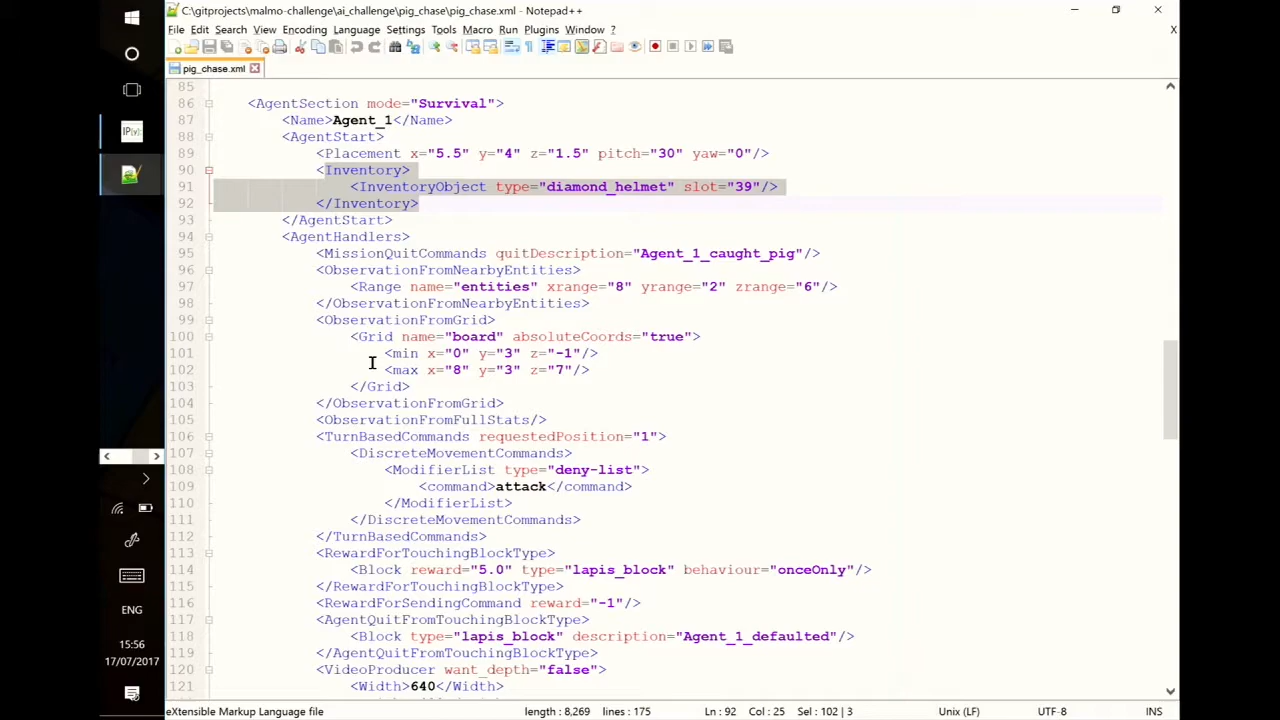 C:\gitprojects\malmo-challenge\ai_challenge\pig_chase\pig_chase.xml - Notepad++
File Edit Search View Encoding Language Settings Tools Macro Run Plugins Window ? X
pig_chase.xml
85
86 <AgentSection mode="Survival">
87 <Name>Agent_1</Name>
88 <AgentStart>
89 <Placement x="5.5" y="4" z="1.5" pitch="30" yaw="0"/>
90 <Inventory>
91 <InventoryObject type="diamond_helmet" slot="39"/>
92 </Inventory>
93 </AgentStart>
94 <AgentHandlers>
95 <MissionQuitCommands quitDescription="Agent_1_caught_pig"/>
96 <ObservationFromNearbyEntities>
97 <Range name="entities" xrange="8" yrange="2" zrange="6"/>
98 </ObservationFromNearbyEntities>
99 <ObservationFromGrid>
100 <Grid name="board" absoluteCoords="true">
101 <min x="0" y="3" z="-1"/>
102 <max x="8" y="3" z="7"/>
103 </Grid>
104 </ObservationFromGrid>
105 <ObservationFromFullStats/>
106 <TurnBasedCommands requestedPosition="1">
107 <DiscreteMovementCommands>
108 <ModifierList type="deny-list">
109 <command>attack</command>
110 </ModifierList>
111 </DiscreteMovementCommands>
112 </TurnBasedCommands>
113 <RewardForTouchingBlockType>
114 <Block reward="5.0" type="lapis_block" behaviour="onceOnly"/>
115 </RewardForTouchingBlockType>
116 <RewardForSendingCommand reward="-1"/>
117 <AgentQuitFromTouchingBlockType>
118 <Block type="lapis_block" description="Agent_1_defaulted"/>
119 </AgentQuitFromTouchingBlockType>
120 <VideoProducer want_depth="false">
121 <Width>640</Width>
eXtensible Markup Language file length : 8,269 lines : 175 Ln : 92 Col : 25 Sel : 102 | 3 Unix (LF) UTF-8 INS
IP[y]:
ENG
15:56
17/07/2017